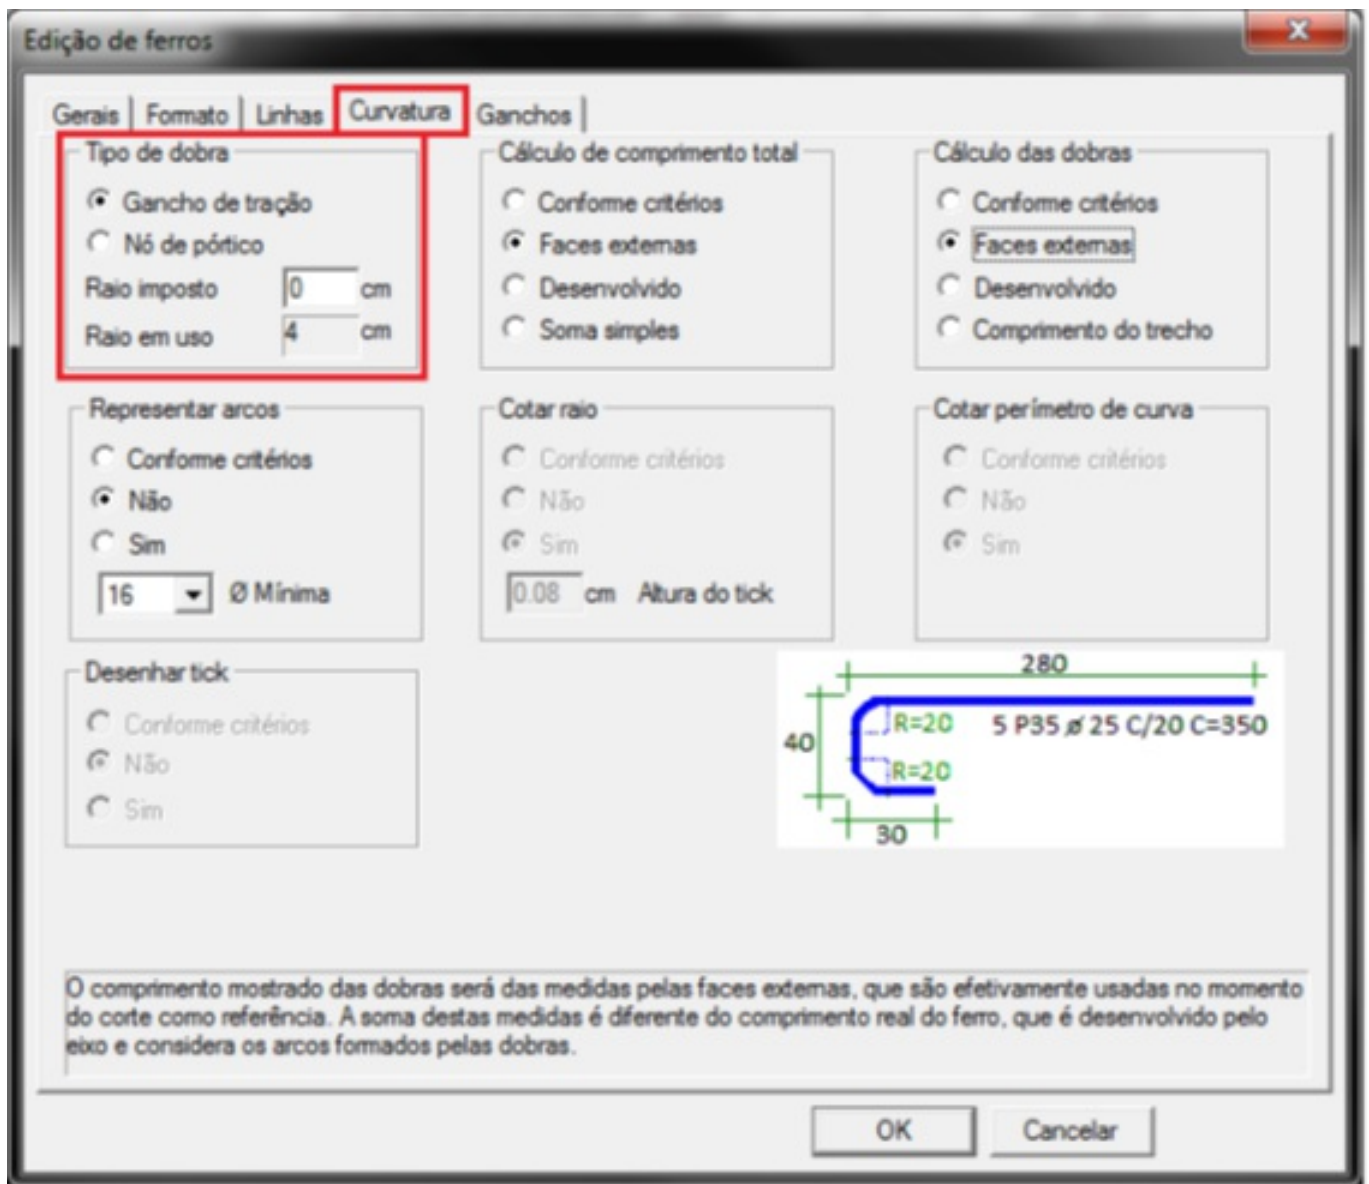 Edição de ferros
Gerais Formato Linhas Curvatura Ganchos
Tipo de dobra
Gancho de tração
Nó de pórtico
Raio imposto 0 cm
Raio em uso 4 cm
Cálculo de comprimento total
Conforme critérios
Faces externas
Desenvolvido
Soma simples
Cálculo das dobras
Conforme critérios
Faces externas
Desenvolvido
Comprimento do trecho
Representar arcos
Conforme critérios
Não
Sim
16 Ø Mínima
Cotar raio
Conforme critérios
Não
Sim
0.08 cm Altura do tick
Cotar perímetro de curva
Conforme critérios
Não
Sim
Desenhar tick
Conforme critérios
Não
Sim
280
R=20 5 P35 ø 25 C/20 C=350
40
R=20
30
O comprimento mostrado das dobras será das medidas pelas faces externas, que são efetivamente usadas no momento
do corte como referência. A soma destas medidas é diferente do comprimento real do ferro, que é desenvolvido pelo
eixo e considera os arcos formados pelas dobras.
OK Cancelar